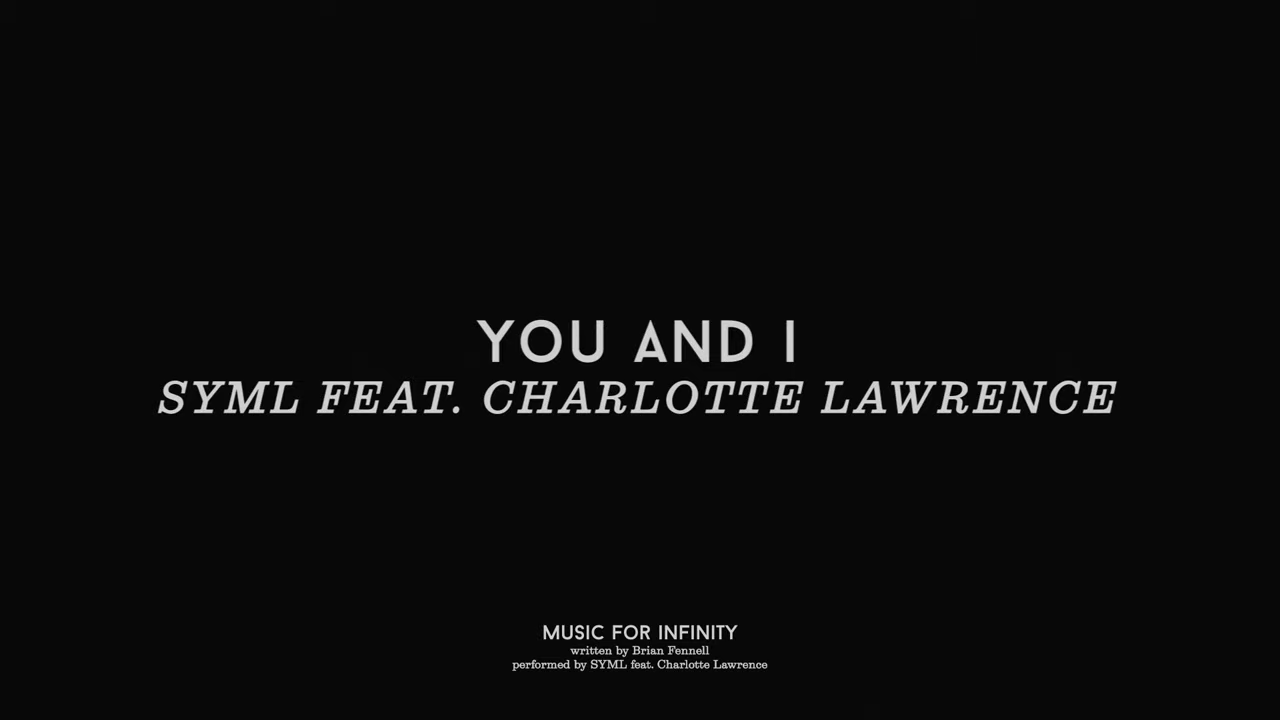 YOU AND I
SYML FEAT. CHARLOTTE LAWRENCE
MUSIC FOR INFINITY
written by Brian Fennell
performed by SYML feat. Charlotte Lawrence